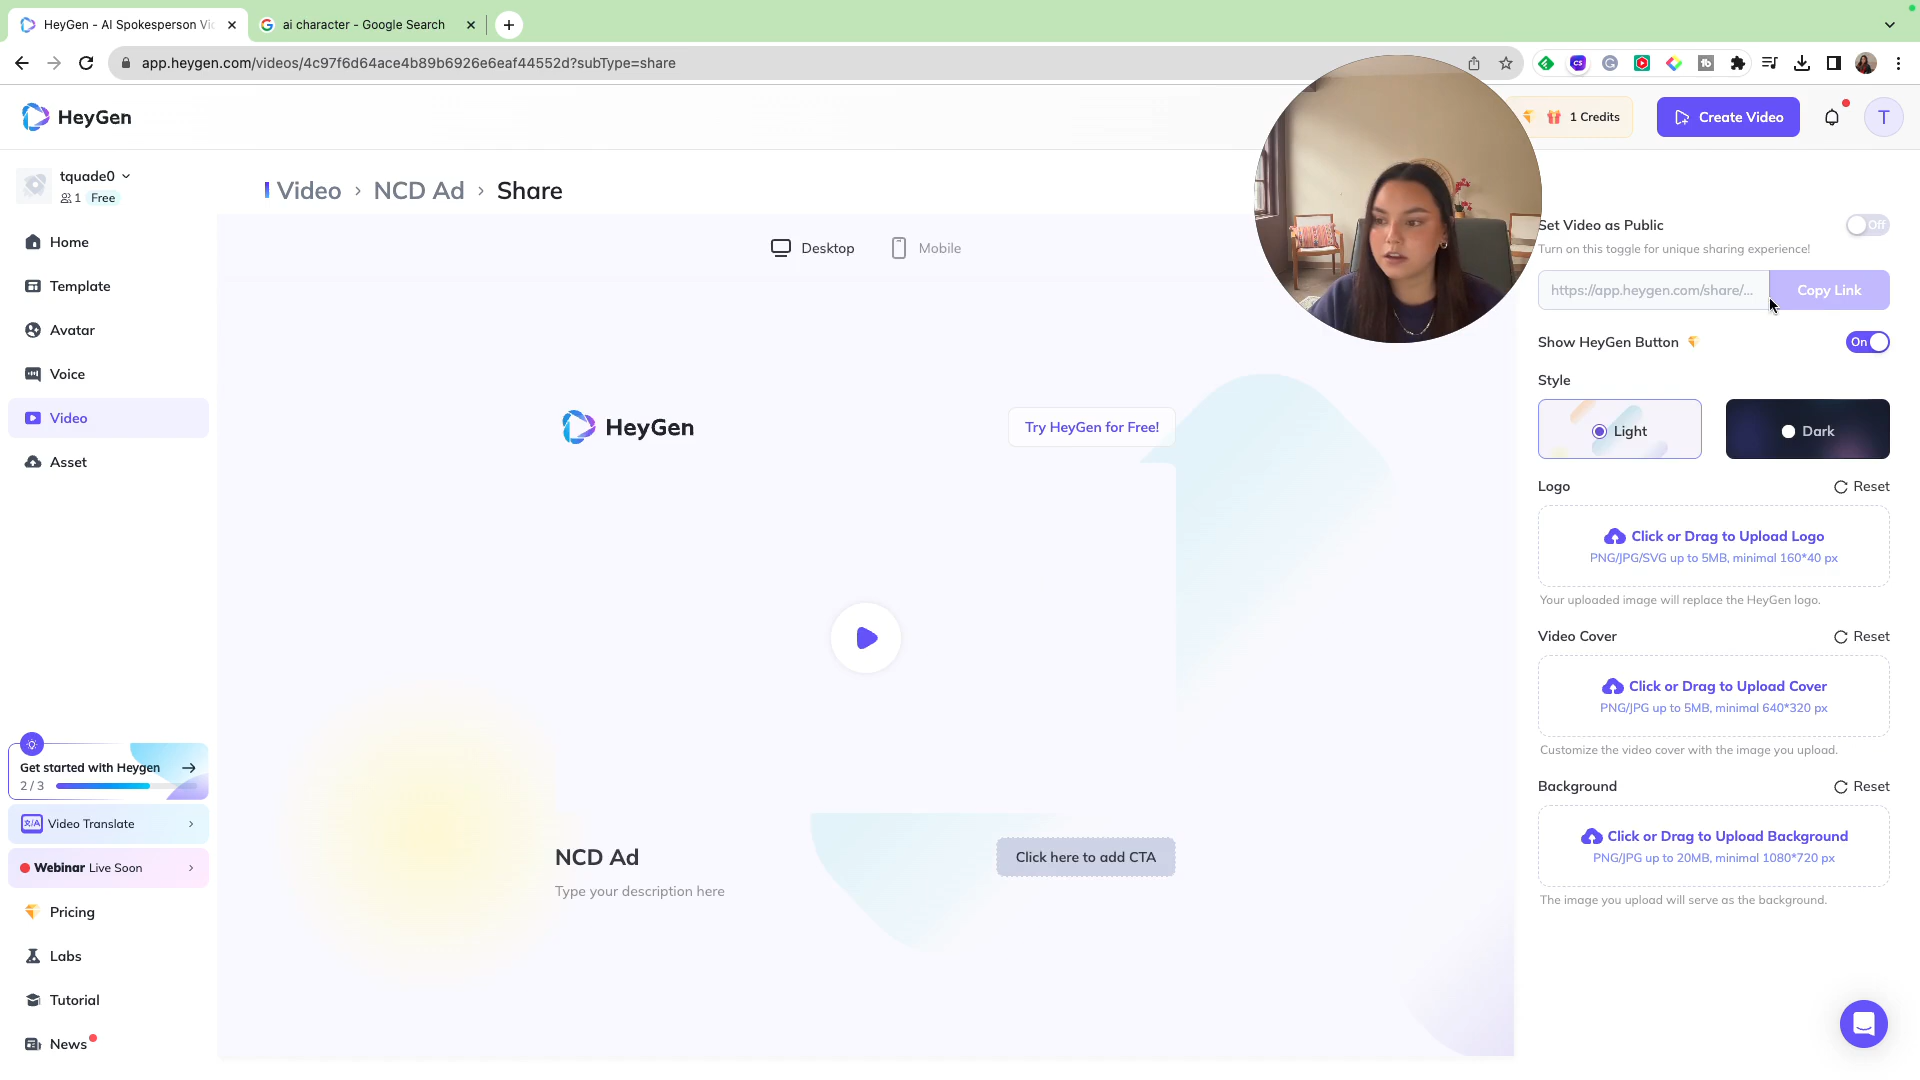 HeyGen - AI Spokesperson Vi
ai character - Google Search
app.heygen.com/videos/4c97f6d64ace4b89b6926e6eaf44552d?subType=share
HeyGen
1 Credits
Create Video
T
tquade0
1 Free
Video › NCD Ad › Share
Home
Template
Avatar
Voice
Video
Asset
Get started with Heygen
2 / 3
Video Translate
Webinar Live Soon
Pricing
Labs
Tutorial
News
Desktop
Mobile
HeyGen
Try HeyGen for Free!
NCD Ad
Click here to add CTA
Type your description here
Set Video as Public
Off
Turn on this toggle for unique sharing experience!
https://app.heygen.com/share/...
Copy Link
Show HeyGen Button
On
Style
Light
Dark
Logo
Reset
Click or Drag to Upload Logo
PNG/JPG/SVG up to 5MB, minimal 160*40 px
Your uploaded image will replace the HeyGen logo.
Video Cover
Reset
Click or Drag to Upload Cover
PNG/JPG up to 5MB, minimal 640*320 px
Customize the video cover with the image you upload.
Background
Reset
Click or Drag to Upload Background
PNG/JPG up to 20MB, minimal 1080*720 px
The image you upload will serve as the background.